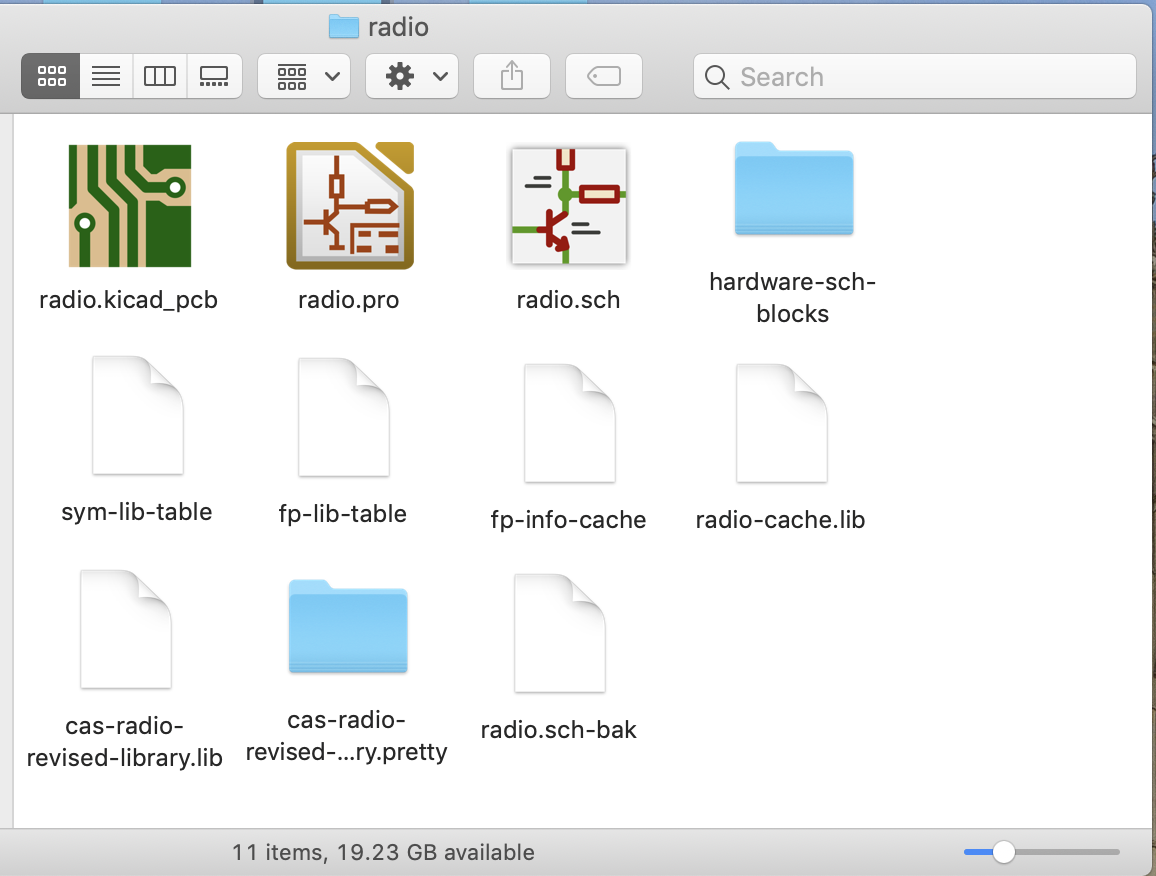 radio
Search
radio.kicad_pcb
radio.pro
radio.sch
hardware-sch-
blocks
sym-lib-table
fp-lib-table
fp-info-cache
radio-cache.lib
cas-radio-
revised-library.lib
cas-radio-
revised-...ry.pretty
radio.sch-bak
11 items, 19.23 GB available